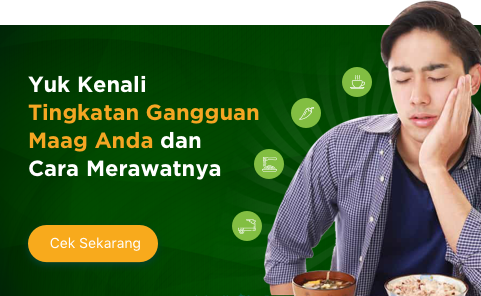 Yuk Kenali
Tingkatan Gangguan
Maag Anda dan
Cara Merawatnya
Cek Sekarang